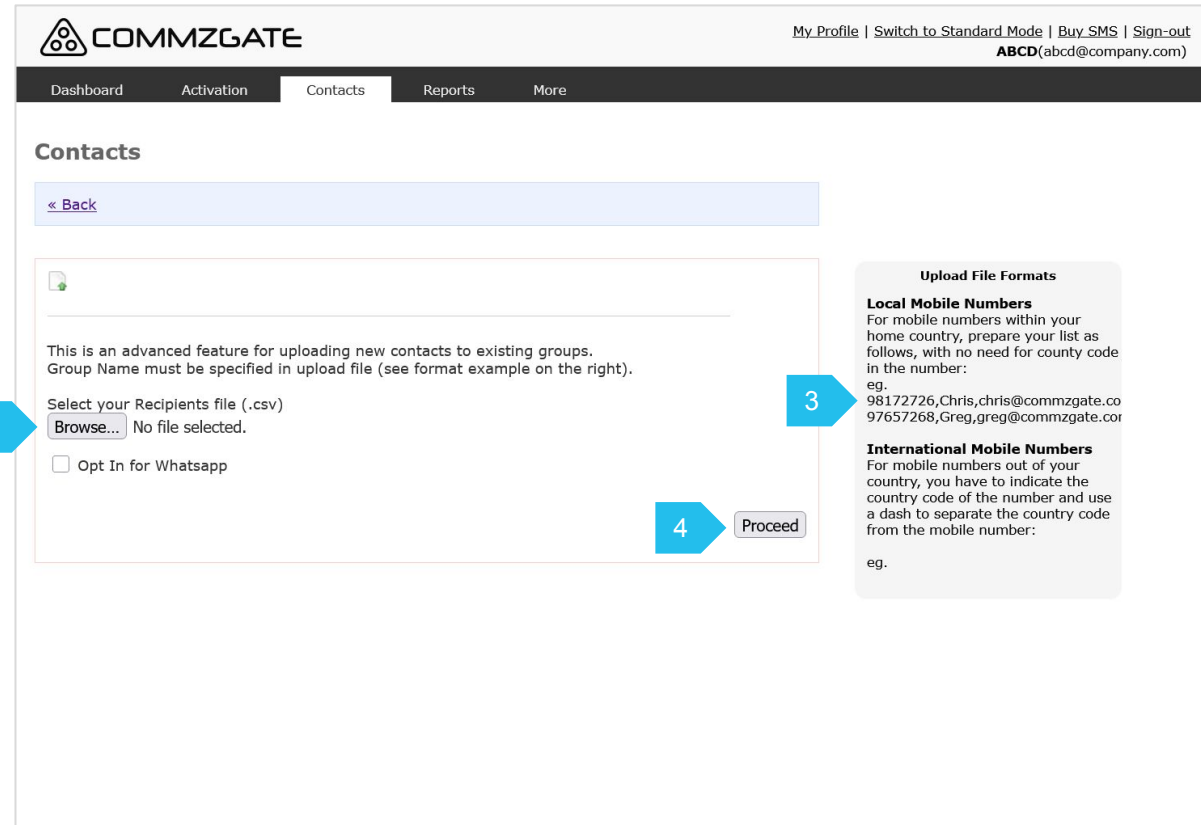 COMMZGATE
My Profile | Switch to Standard Mode | Buy SMS | Sign-out
ABCD(abcd@company.com)
Dashboard Activation Contacts Reports More
Contacts
« Back
This is an advanced feature for uploading new contacts to existing groups.
Group Name must be specified in upload file (see format example on the right).
Select your Recipients file (.csv)
Browse... No file selected.
Opt In for Whatsapp
4
Proceed
Upload File Formats
Local Mobile Numbers
For mobile numbers within your
home country, prepare your list as
follows, with no need for county code
in the number:
eg.
3
98172726,Chris,chris@commzgate.co
97657268,Greg,greg@commzgate.cor
International Mobile Numbers
For mobile numbers out of your
country, you have to indicate the
country code of the number and use
a dash to separate the country code
from the mobile number:
eg.